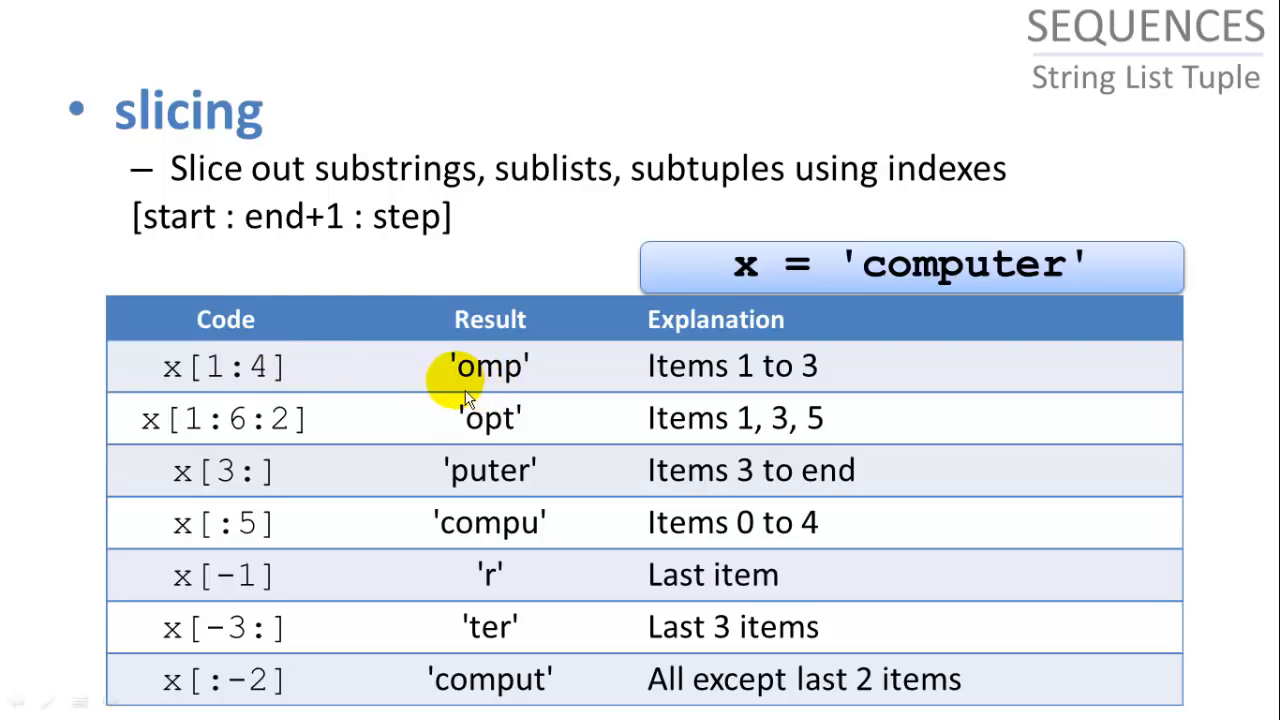 SEQUENCES
String List Tuple
• slicing
– Slice out substrings, sublists, subtuples using indexes
[start : end+1 : step]
x = 'computer'
Code Result Explanation
x[1:4] 'omp' Items 1 to 3
x[1:6:2] 'opt' Items 1, 3, 5
x[3:] 'puter' Items 3 to end
x[:5] 'compu' Items 0 to 4
x[-1] 'r' Last item
x[-3:] 'ter' Last 3 items
x[:-2] 'comput' All except last 2 items